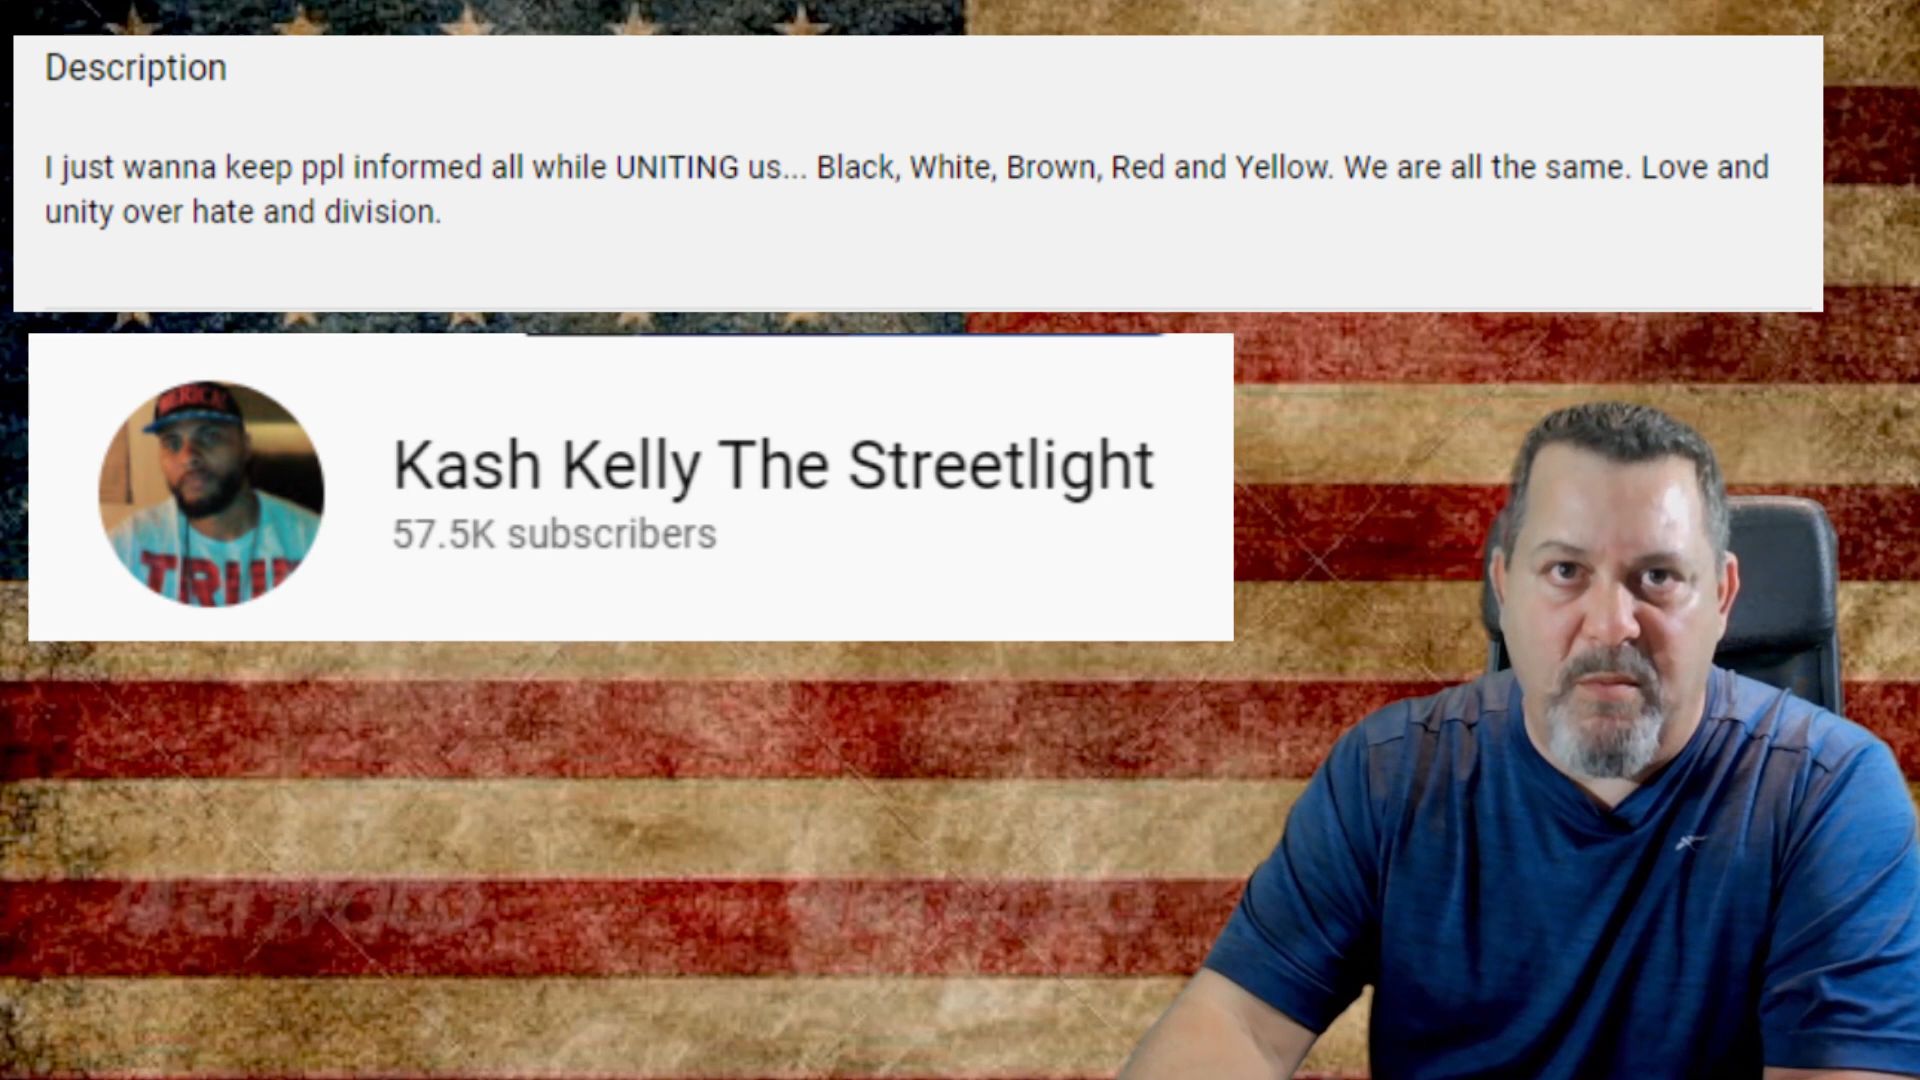 Description
I just wanna keep ppl informed all while UNITING us... Black, White, Brown, Red and Yellow. We are all the same. Love and
unity over hate and division.
Kash Kelly The Streetlight
57.5K subscribers